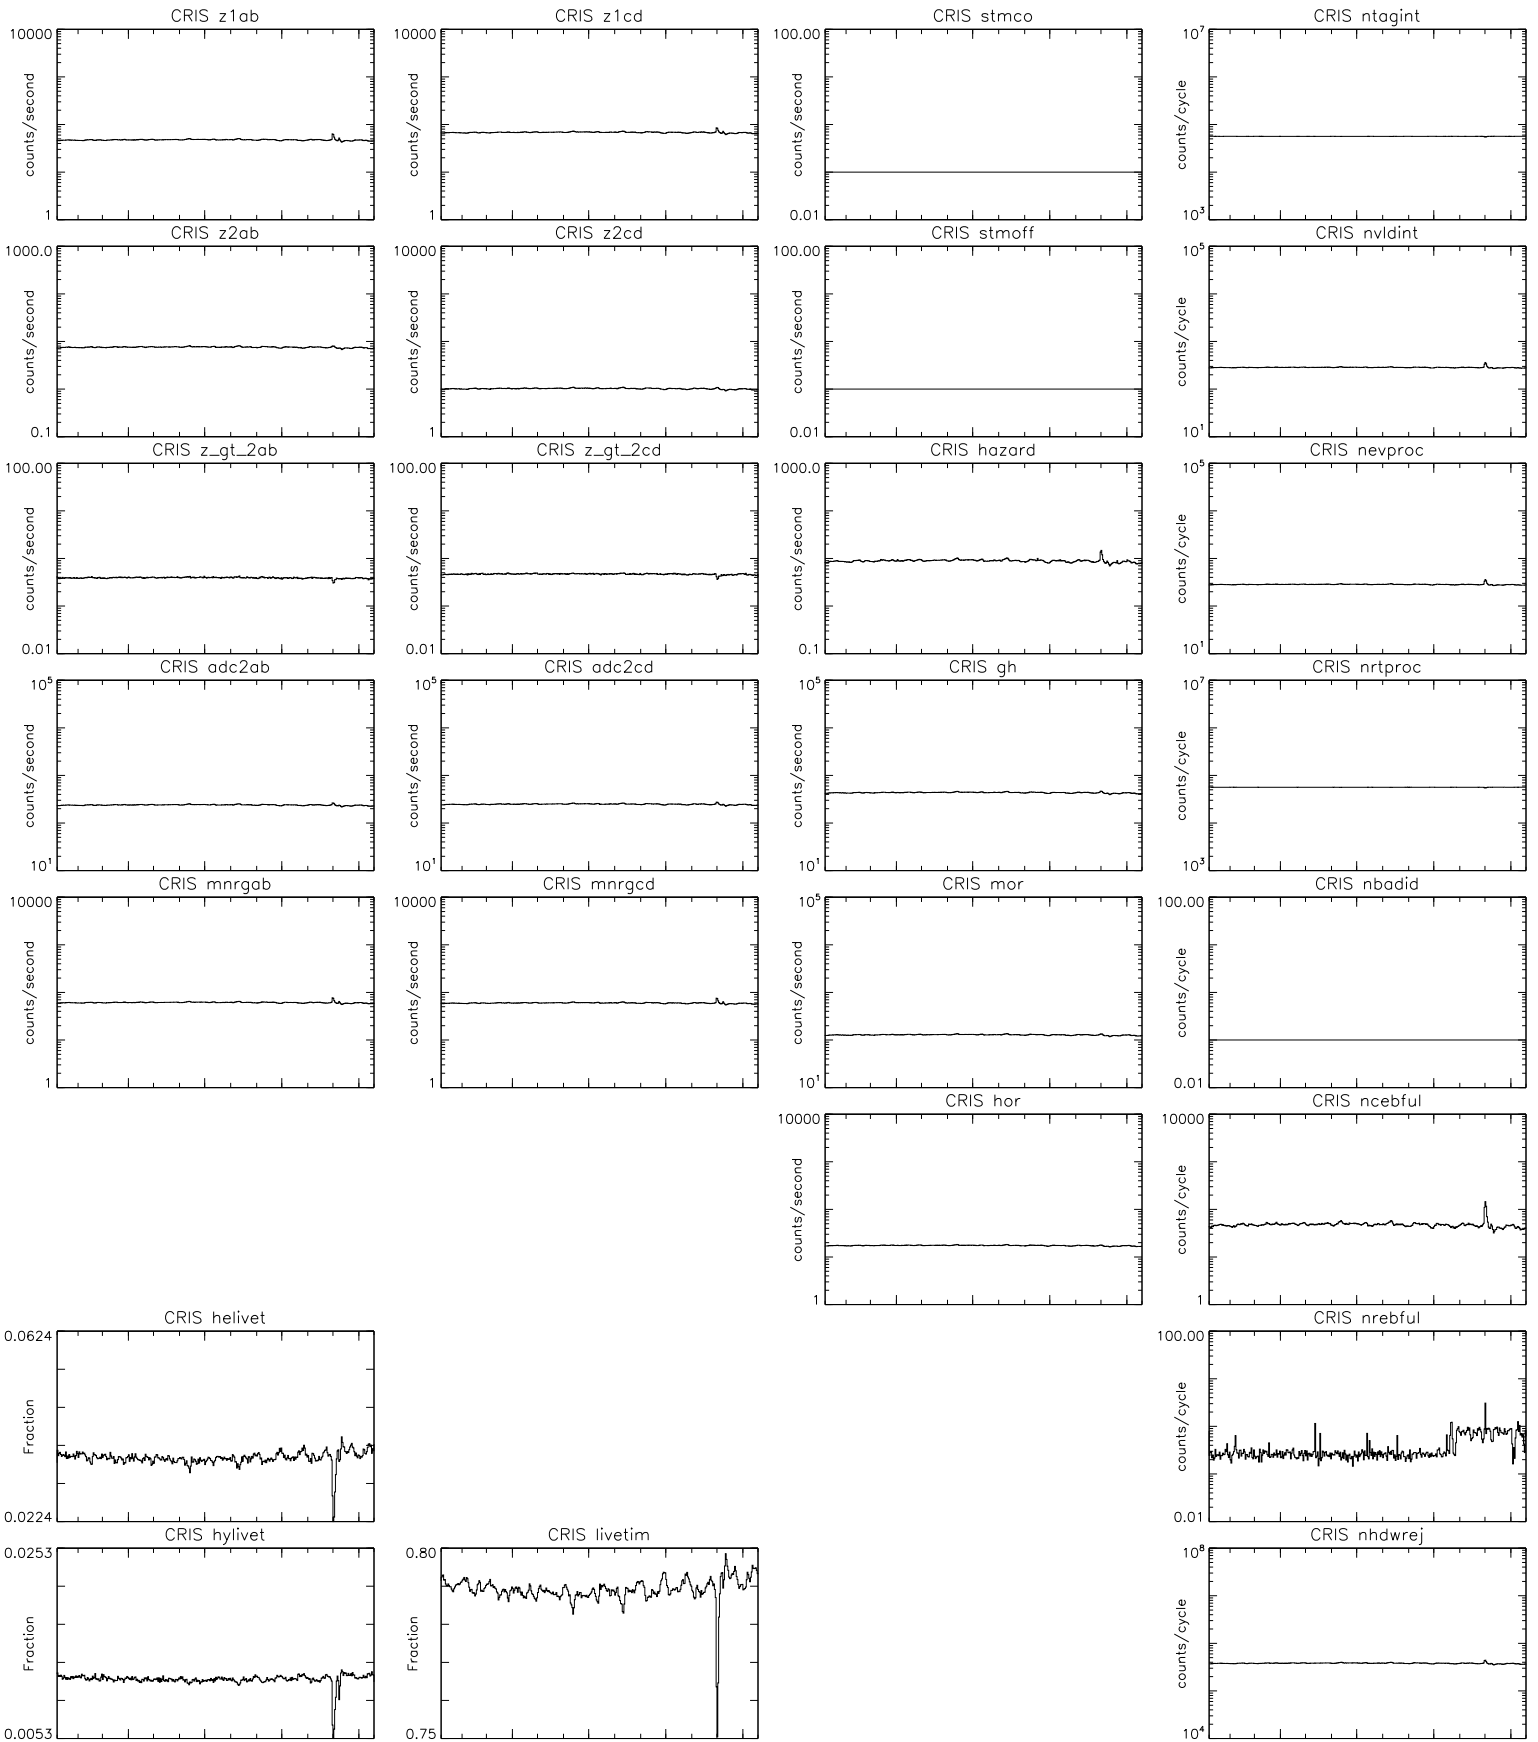 CRIS z1ab CRIS z1cd CRIS stmco CRIS ntagint
10000 10000 100.00 10⁷
counts/second counts/second counts/second counts/cycle
1 1 0.01 10³
CRIS z2ab CRIS z2cd CRIS stmoff CRIS nvldint
1000.0 10000 100.00 10⁵
counts/second counts/second counts/second counts/cycle
0.1 1 0.01 10¹
CRIS z_gt_2ab CRIS z_gt_2cd CRIS hazard CRIS nevproc
100.00 100.00 1000.0 10⁵
counts/second counts/second counts/second counts/cycle
0.01 0.01 0.1 10¹
CRIS adc2ab CRIS adc2cd CRIS gh CRIS nrtproc
10⁵ 10⁵ 10⁵ 10⁷
counts/second counts/second counts/second counts/cycle
10¹ 10¹ 10¹ 10³
CRIS mnrgab CRIS mnrgcd CRIS mor CRIS nbadid
10000 10000 10⁵ 100.00
counts/second counts/second counts/second counts/cycle
1 1 10¹ 0.01
CRIS hor CRIS ncebful
10000 10000
counts/second counts/cycle
1 1
CRIS helivet CRIS nrebful
0.0624 100.00
Fraction counts/cycle
0.0224 0.01
CRIS hylivet CRIS livetim CRIS nhdwrej
0.0253 0.80 10⁸
Fraction Fraction counts/cycle
0.0053 0.75 10⁴